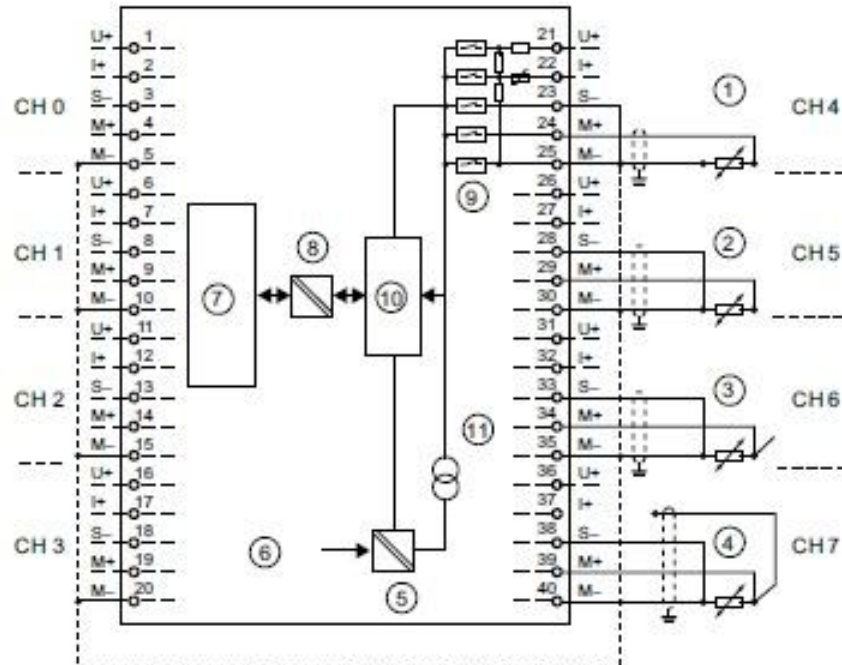 U+ 1 21 U+
I+ 2 22 I+
CH 0 S– 3 23 S– ① CH4
M+ 4 24 M+
M– 5 25 M–
U+ 6 ⑨ 26 U+
I+ 7 27 I+
CH 1 S– 8 ⑧ 28 S– ② CH5
M+ 9 ⑦ ⑩ 29 M+
M– 10 30 M–
U+ 11 31 U+
I+ 12 32 I+
CH 2 S– 13 33 S– ③ CH6
M+ 14 ⑪ 34 M+
M– 15 35 M–
U+ 16 36 U+
I+ 17 37 I+
CH 3 S– 18 ⑥ 38 S– ④ CH7
M+ 19 39 M+
M– 20 ⑤ 40 M–